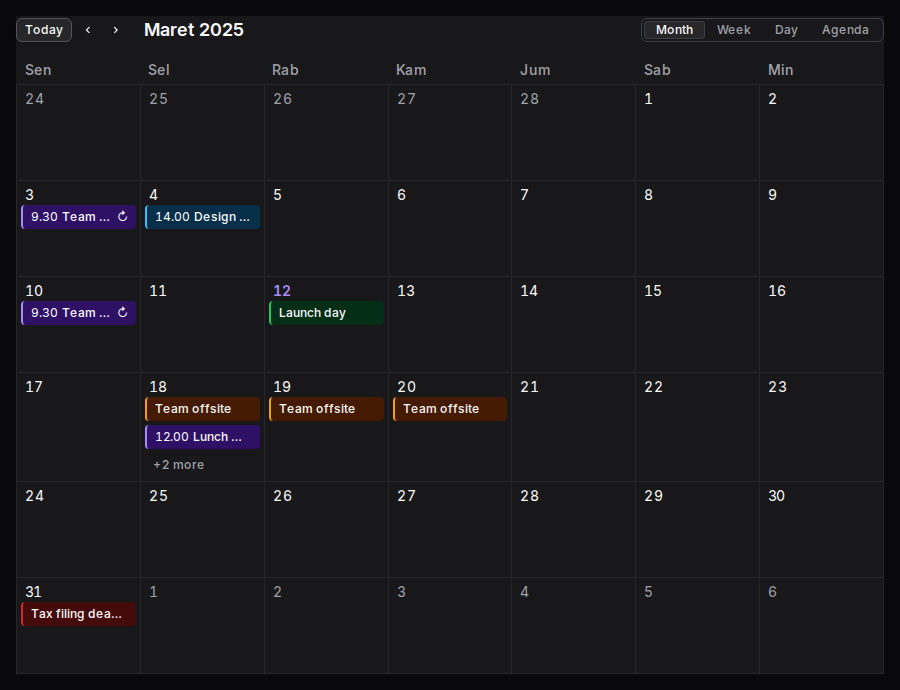 Today ‹ › Maret 2025 Month Week Day Agenda
Sen Sel Rab Kam Jum Sab Min
24 25 26 27 28 1 2
3 4 5 6 7 8 9
9.30 Team ... 14.00 Design ...
10 11 12 13 14 15 16
9.30 Team ... Launch day
17 18 19 20 21 22 23
Team offsite Team offsite Team offsite
12.00 Lunch ...
+2 more
24 25 26 27 28 29 30
31 1 2 3 4 5 6
Tax filing dea...